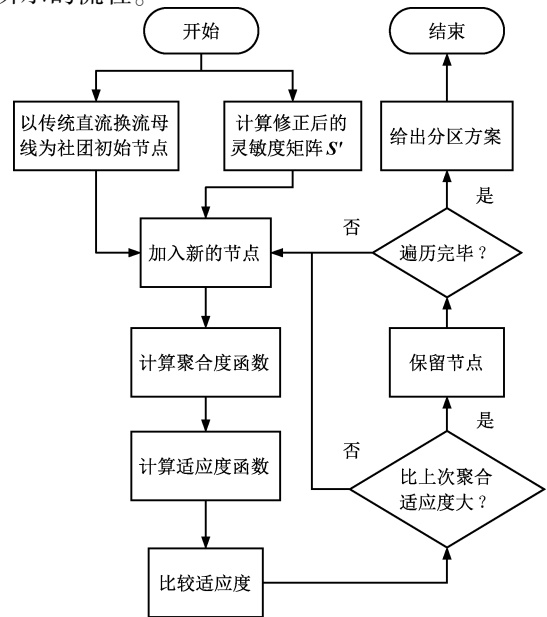 的流程。
开始
结束
以传统直流换流母
线为社团初始节点
计算修正后的
灵敏度矩阵 S′
给出分区方案
是
否
加入新的节点
遍历完毕？
计算聚合度函数
保留节点
是
否
计算适应度函数
比上次聚合
适应度大？
比较适应度